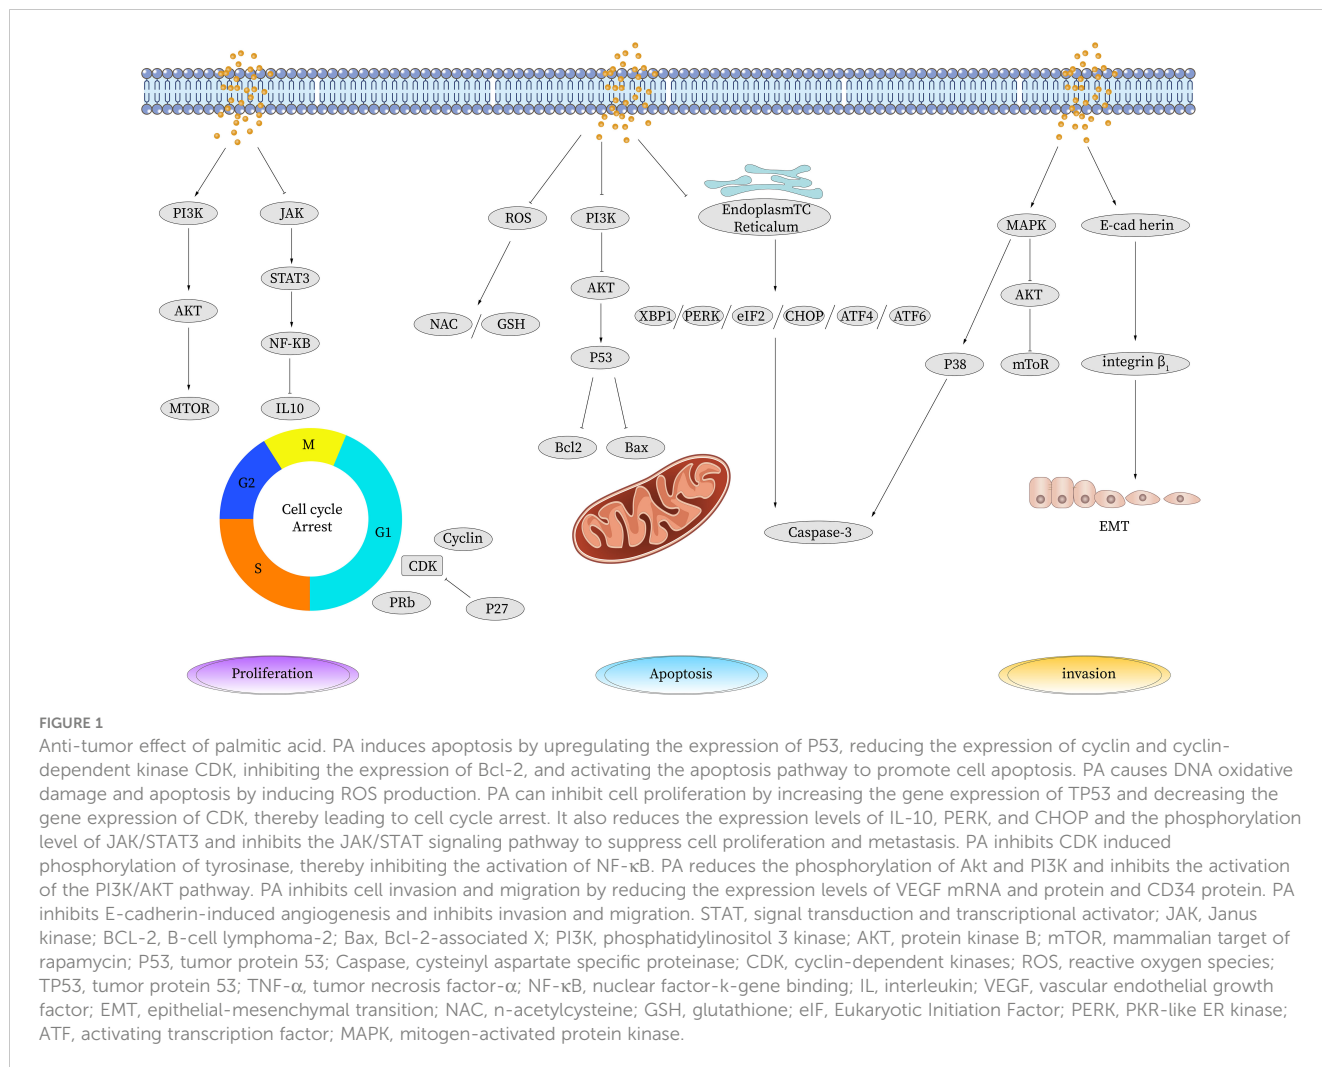 EndoplasmTC
Reticalum
PI3K
JAK
ROS
PI3K
MAPK
E-cad herin
STAT3
AKT
AKT
AKT
NAC / GSH
XBP1 / PERK / eIF2 / CHOP / ATF4 / ATF6
NF-KB
P53
P38
mToR
integrin β1
MTOR
IL10
Bcl2
Bax
M
G2
G1
S
Cell cycle
Arrest
Cyclin
CDK
PRb
P27
Caspase-3
EMT
Proliferation
Apoptosis
invasion
FIGURE 1
Anti-tumor effect of palmitic acid. PA induces apoptosis by upregulating the expression of P53, reducing the expression of cyclin and cyclin-
dependent kinase CDK, inhibiting the expression of Bcl-2, and activating the apoptosis pathway to promote cell apoptosis. PA causes DNA oxidative
damage and apoptosis by inducing ROS production. PA can inhibit cell proliferation by increasing the gene expression of TP53 and decreasing the
gene expression of CDK, thereby leading to cell cycle arrest. It also reduces the expression levels of IL-10, PERK, and CHOP and the phosphorylation
level of JAK/STAT3 and inhibits the JAK/STAT signaling pathway to suppress cell proliferation and metastasis. PA inhibits CDK induced
phosphorylation of tyrosinase, thereby inhibiting the activation of NF-κB. PA reduces the phosphorylation of Akt and PI3K and inhibits the activation
of the PI3K/AKT pathway. PA inhibits cell invasion and migration by reducing the expression levels of VEGF mRNA and protein and CD34 protein. PA
inhibits E-cadherin-induced angiogenesis and inhibits invasion and migration. STAT, signal transduction and transcriptional activator; JAK, Janus
kinase; BCL-2, B-cell lymphoma-2; Bax, Bcl-2-associated X; PI3K, phosphatidylinositol 3 kinase; AKT, protein kinase B; mTOR, mammalian target of
rapamycin; P53, tumor protein 53; Caspase, cysteinyl aspartate specific proteinase; CDK, cyclin-dependent kinases; ROS, reactive oxygen species;
TP53, tumor protein 53; TNF-α, tumor necrosis factor-α; NF-κB, nuclear factor-k-gene binding; IL, interleukin; VEGF, vascular endothelial growth
factor; EMT, epithelial-mesenchymal transition; NAC, n-acetylcysteine; GSH, glutathione; eIF, Eukaryotic Initiation Factor; PERK, PKR-like ER kinase;
ATF, activating transcription factor; MAPK, mitogen-activated protein kinase.